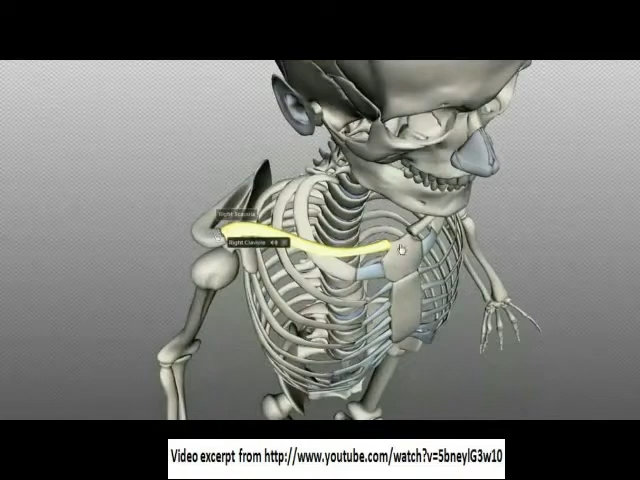 Right Scapula
Right Clavicle
Video excerpt from http://www.youtube.com/watch?v=5bneylG3w10